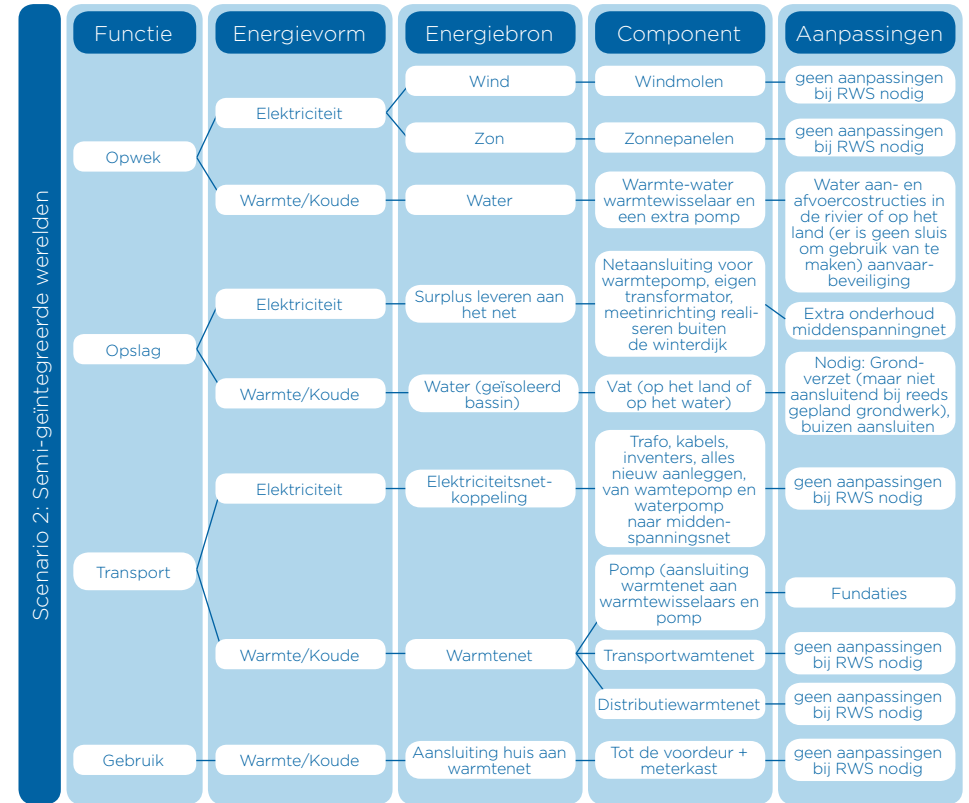 Scenario 2: Semi-geïntegreerde werelden
Functie
Energievorm
Energiebron
Component
Aanpassingen
Opwek
Elektriciteit
Wind
Windmolen
geen aanpassingen
bij RWS nodig
Zon
Zonnepanelen
geen aanpassingen
bij RWS nodig
Warmte/Koude
Water
Warmte-water
warmtewisselaar en
een extra pomp
Water aan- en
afvoercostructies in
de rivier of op het
land (er is geen sluis
om gebruik van te
maken) aanvaar-
beveiliging
Opslag
Elektriciteit
Surplus leveren aan
het net
Netaansluiting voor
warmtepomp, eigen
transformator,
meetinrichting reali-
seren buiten
de winterdijk
Extra onderhoud
middenspanningnet
Warmte/Koude
Water (geïsoleerd
bassin)
Vat (op het land of
op het water)
Nodig: Grond-
verzet (maar niet
aansluitend bij reeds
gepland grondwerk),
buizen aansluiten
Transport
Elektriciteit
Elektriciteitsnet-
koppeling
Trafo, kabels,
inventers, alles
nieuw aanleggen,
van wamtepomp en
waterpomp
naar midden-
spanningsnet
geen aanpassingen
bij RWS nodig
Warmte/Koude
Warmtenet
Pomp (aansluiting
warmtenet aan
warmtewisselaars en
pomp
Fundaties
Transportwamtenet
geen aanpassingen
bij RWS nodig
Distributiewarmtenet
geen aanpassingen
bij RWS nodig
Gebruik
Warmte/Koude
Aansluiting huis aan
warmtenet
Tot de voordeur +
meterkast
geen aanpassingen
bij RWS nodig